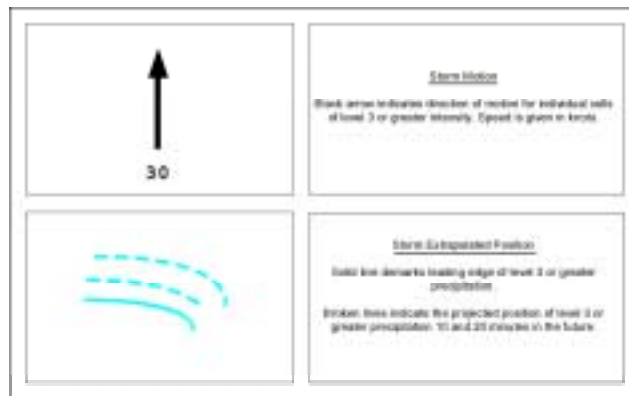 30
Storm Motion
Black arrow indicates direction of motion for individual cells
of level 3 or greater intensity. Speed is given in knots.
Storm Extrapolated Position
Solid line demarks leading edge of level 3 or greater
precipitation.
Broken lines indicate the projected position of level 3 or
greater precipitation 10 and 20 minutes in the future.